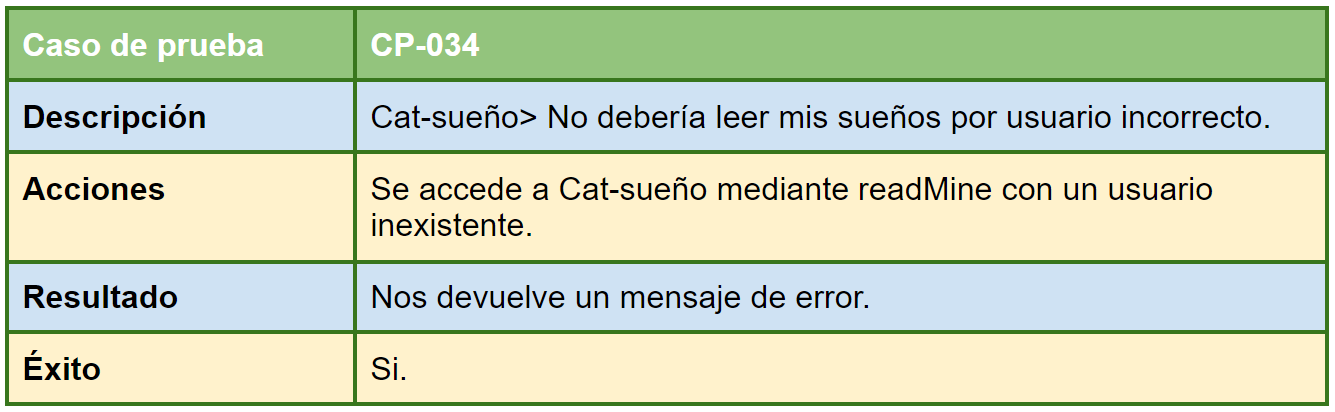 Caso de prueba CP-034
Descripción Cat-sueño> No debería leer mis sueños por usuario incorrecto.
Acciones Se accede a Cat-sueño mediante readMine con un usuario
inexistente.
Resultado Nos devuelve un mensaje de error.
Éxito Si.